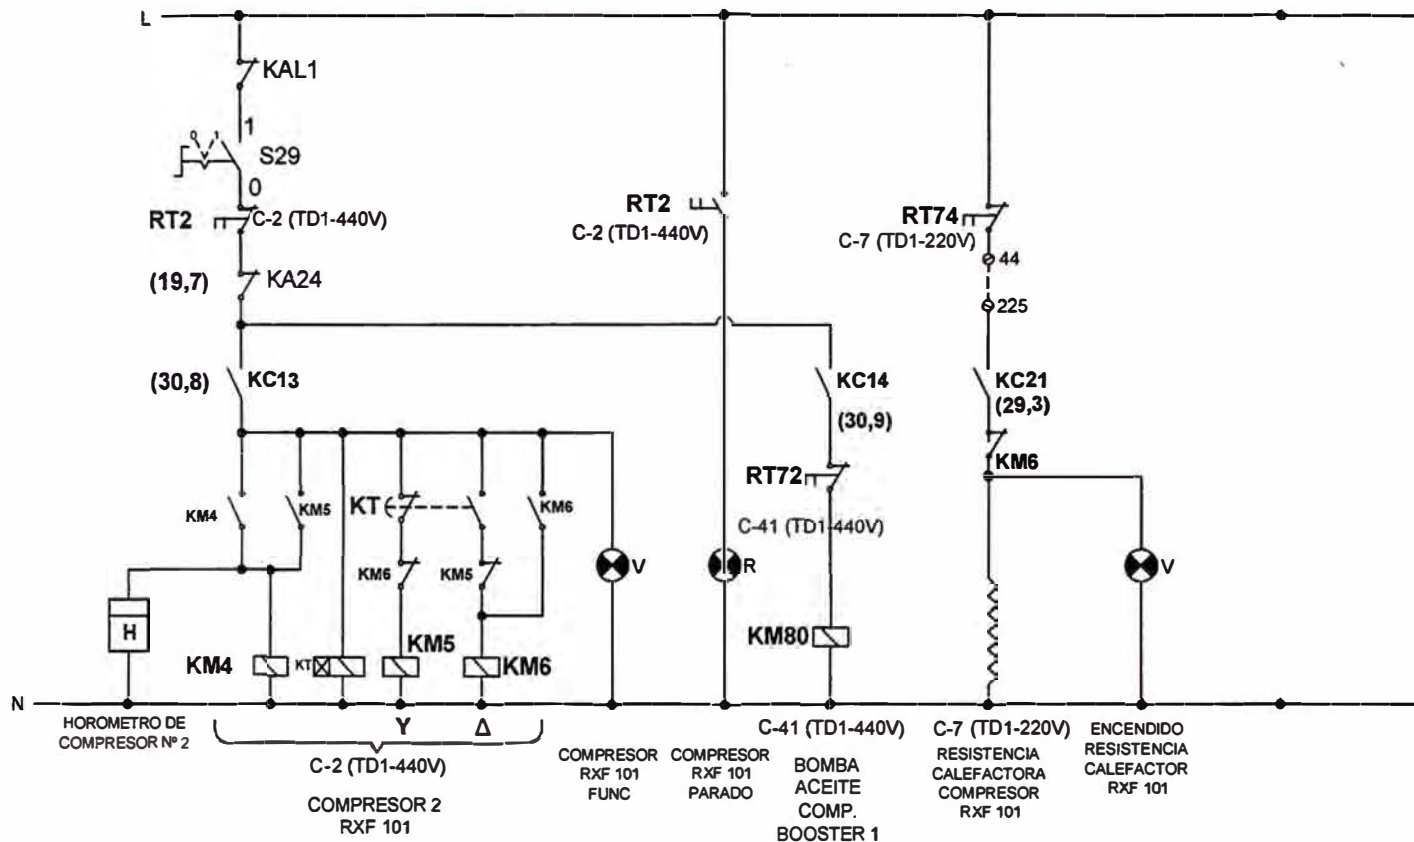 L
KAL1
1
0 1
S29
0
RT2 C-2 (TD1-440V)
RT2
C-2 (TD1-440V)
RT74
C-7 (TD1-220V)
44
225
(19,7) KA24
(30,8) KC13
KC14
(30,9)
KC21
(29,3)
KM6
RT72
C-41 (TD1-440V)
KM4
KM5
KT
KM6
KM6
KM5
V
R
V
H
KM4
KT
KM5
KM6
KM80
N
HOROMETRO DE
COMPRESOR Nº 2
Y
Δ
C-2 (TD1-440V)
COMPRESOR 2
RXF 101
COMPRESOR
RXF 101
FUNC
COMPRESOR
RXF 101
PARADO
C-41 (TD1-440V)
BOMBA
ACEITE
COMP.
BOOSTER 1
C-7 (TD1-220V)
RESISTENCIA
CALEFACTORA
COMPRESOR
RXF 101
ENCENDIDO
RESISTENCIA
CALEFACTOR
RXF 101